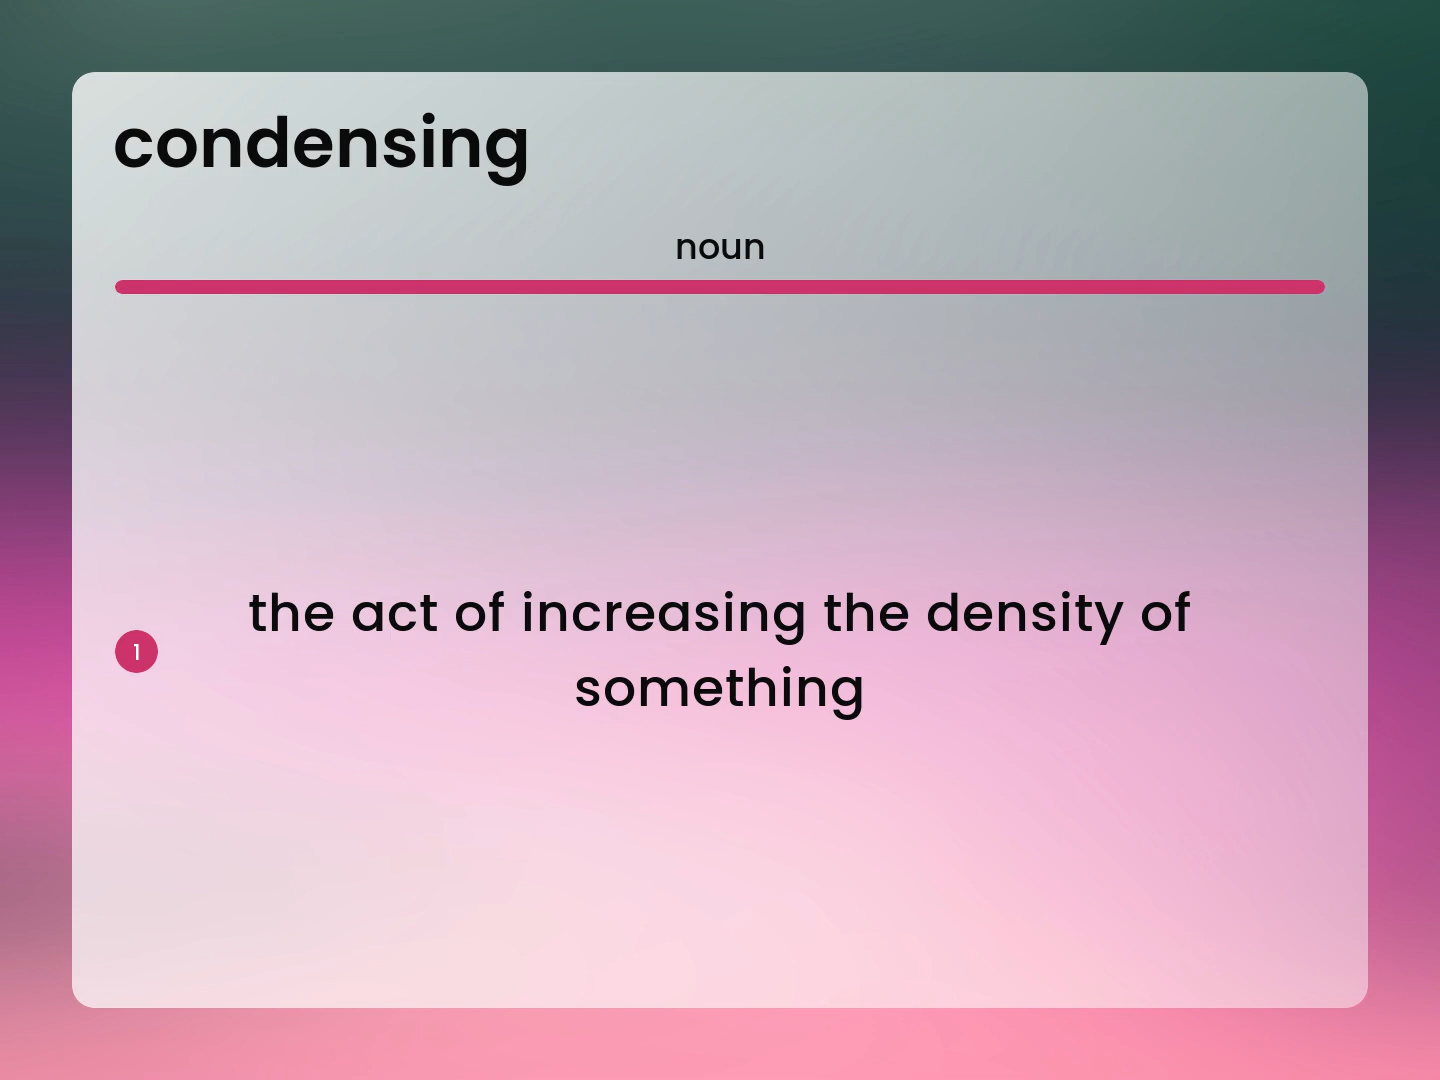 condensing
noun
1
the act of increasing the density of
something